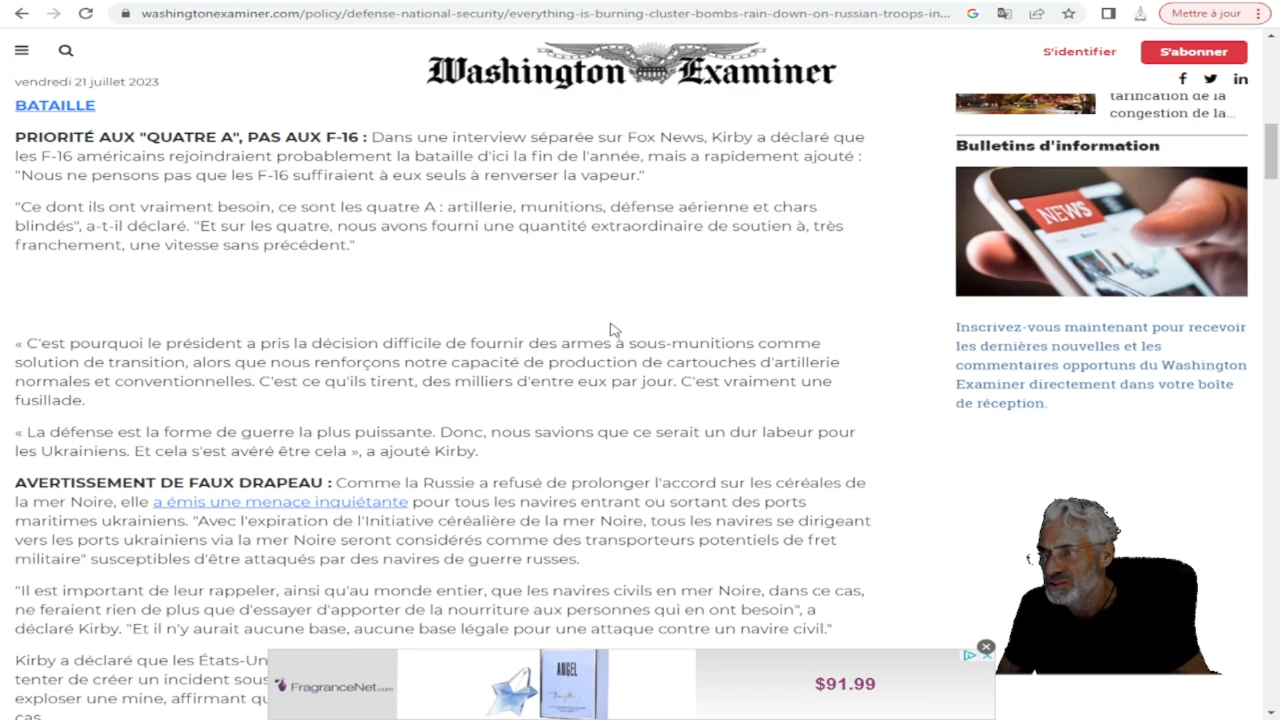 washingtonexaminer.com/policy/defense-national-security/everything-is-burning-cluster-bombs-rain-down-on-russian-troops-in...
Mettre à jour
Washington Examiner
S'identifier
S'abonner
vendredi 21 juillet 2023
BATAILLE
PRIORITÉ AUX "QUATRE A", PAS AUX F-16 : Dans une interview séparée sur Fox News, Kirby a déclaré que
les F-16 américains rejoindraient probablement la bataille d'ici la fin de l'année, mais a rapidement ajouté :
"Nous ne pensons pas que les F-16 suffiraient à eux seuls à renverser la vapeur."
"Ce dont ils ont vraiment besoin, ce sont les quatre A : artillerie, munitions, défense aérienne et chars
blindés", a-t-il déclaré. "Et sur les quatre, nous avons fourni une quantité extraordinaire de soutien à, très
franchement, une vitesse sans précédent."
« C'est pourquoi le président a pris la décision difficile de fournir des armes à sous-munitions comme
solution de transition, alors que nous renforçons notre capacité de production de cartouches d'artillerie
normales et conventionnelles. C'est ce qu'ils tirent, des milliers d'entre eux par jour. C'est vraiment une
fusillade.
« La défense est la forme de guerre la plus puissante. Donc, nous savions que ce serait un dur labeur pour
les Ukrainiens. Et cela s'est avéré être cela », a ajouté Kirby.
AVERTISSEMENT DE FAUX DRAPEAU : Comme la Russie a refusé de prolonger l'accord sur les céréales de
la mer Noire, elle a émis une menace inquiétante pour tous les navires entrant ou sortant des ports
maritimes ukrainiens. "Avec l'expiration de l'Initiative céréalière de la mer Noire, tous les navires se dirigeant
vers les ports ukrainiens via la mer Noire seront considérés comme des transporteurs potentiels de fret
militaire" susceptibles d'être attaqués par des navires de guerre russes.
"Il est important de leur rappeler, ainsi qu'au monde entier, que les navires civils en mer Noire, dans ce cas,
ne feraient rien de plus que d'essayer d'apporter de la nourriture aux personnes qui en ont besoin", a
déclaré Kirby. "Et il n'y aurait aucune base, aucune base légale pour une attaque contre un navire civil."
Kirby a déclaré que les États-Un
tenter de créer un incident sous
exploser une mine, affirmant qu
cas.
tarification de la
congestion de la...
Bulletins d'information
NEWS
Inscrivez-vous maintenant pour recevoir
les dernières nouvelles et les
commentaires opportuns du Washington
Examiner directement dans votre boîte
de réception.
FragranceNet.com
ANGEL
$91.99